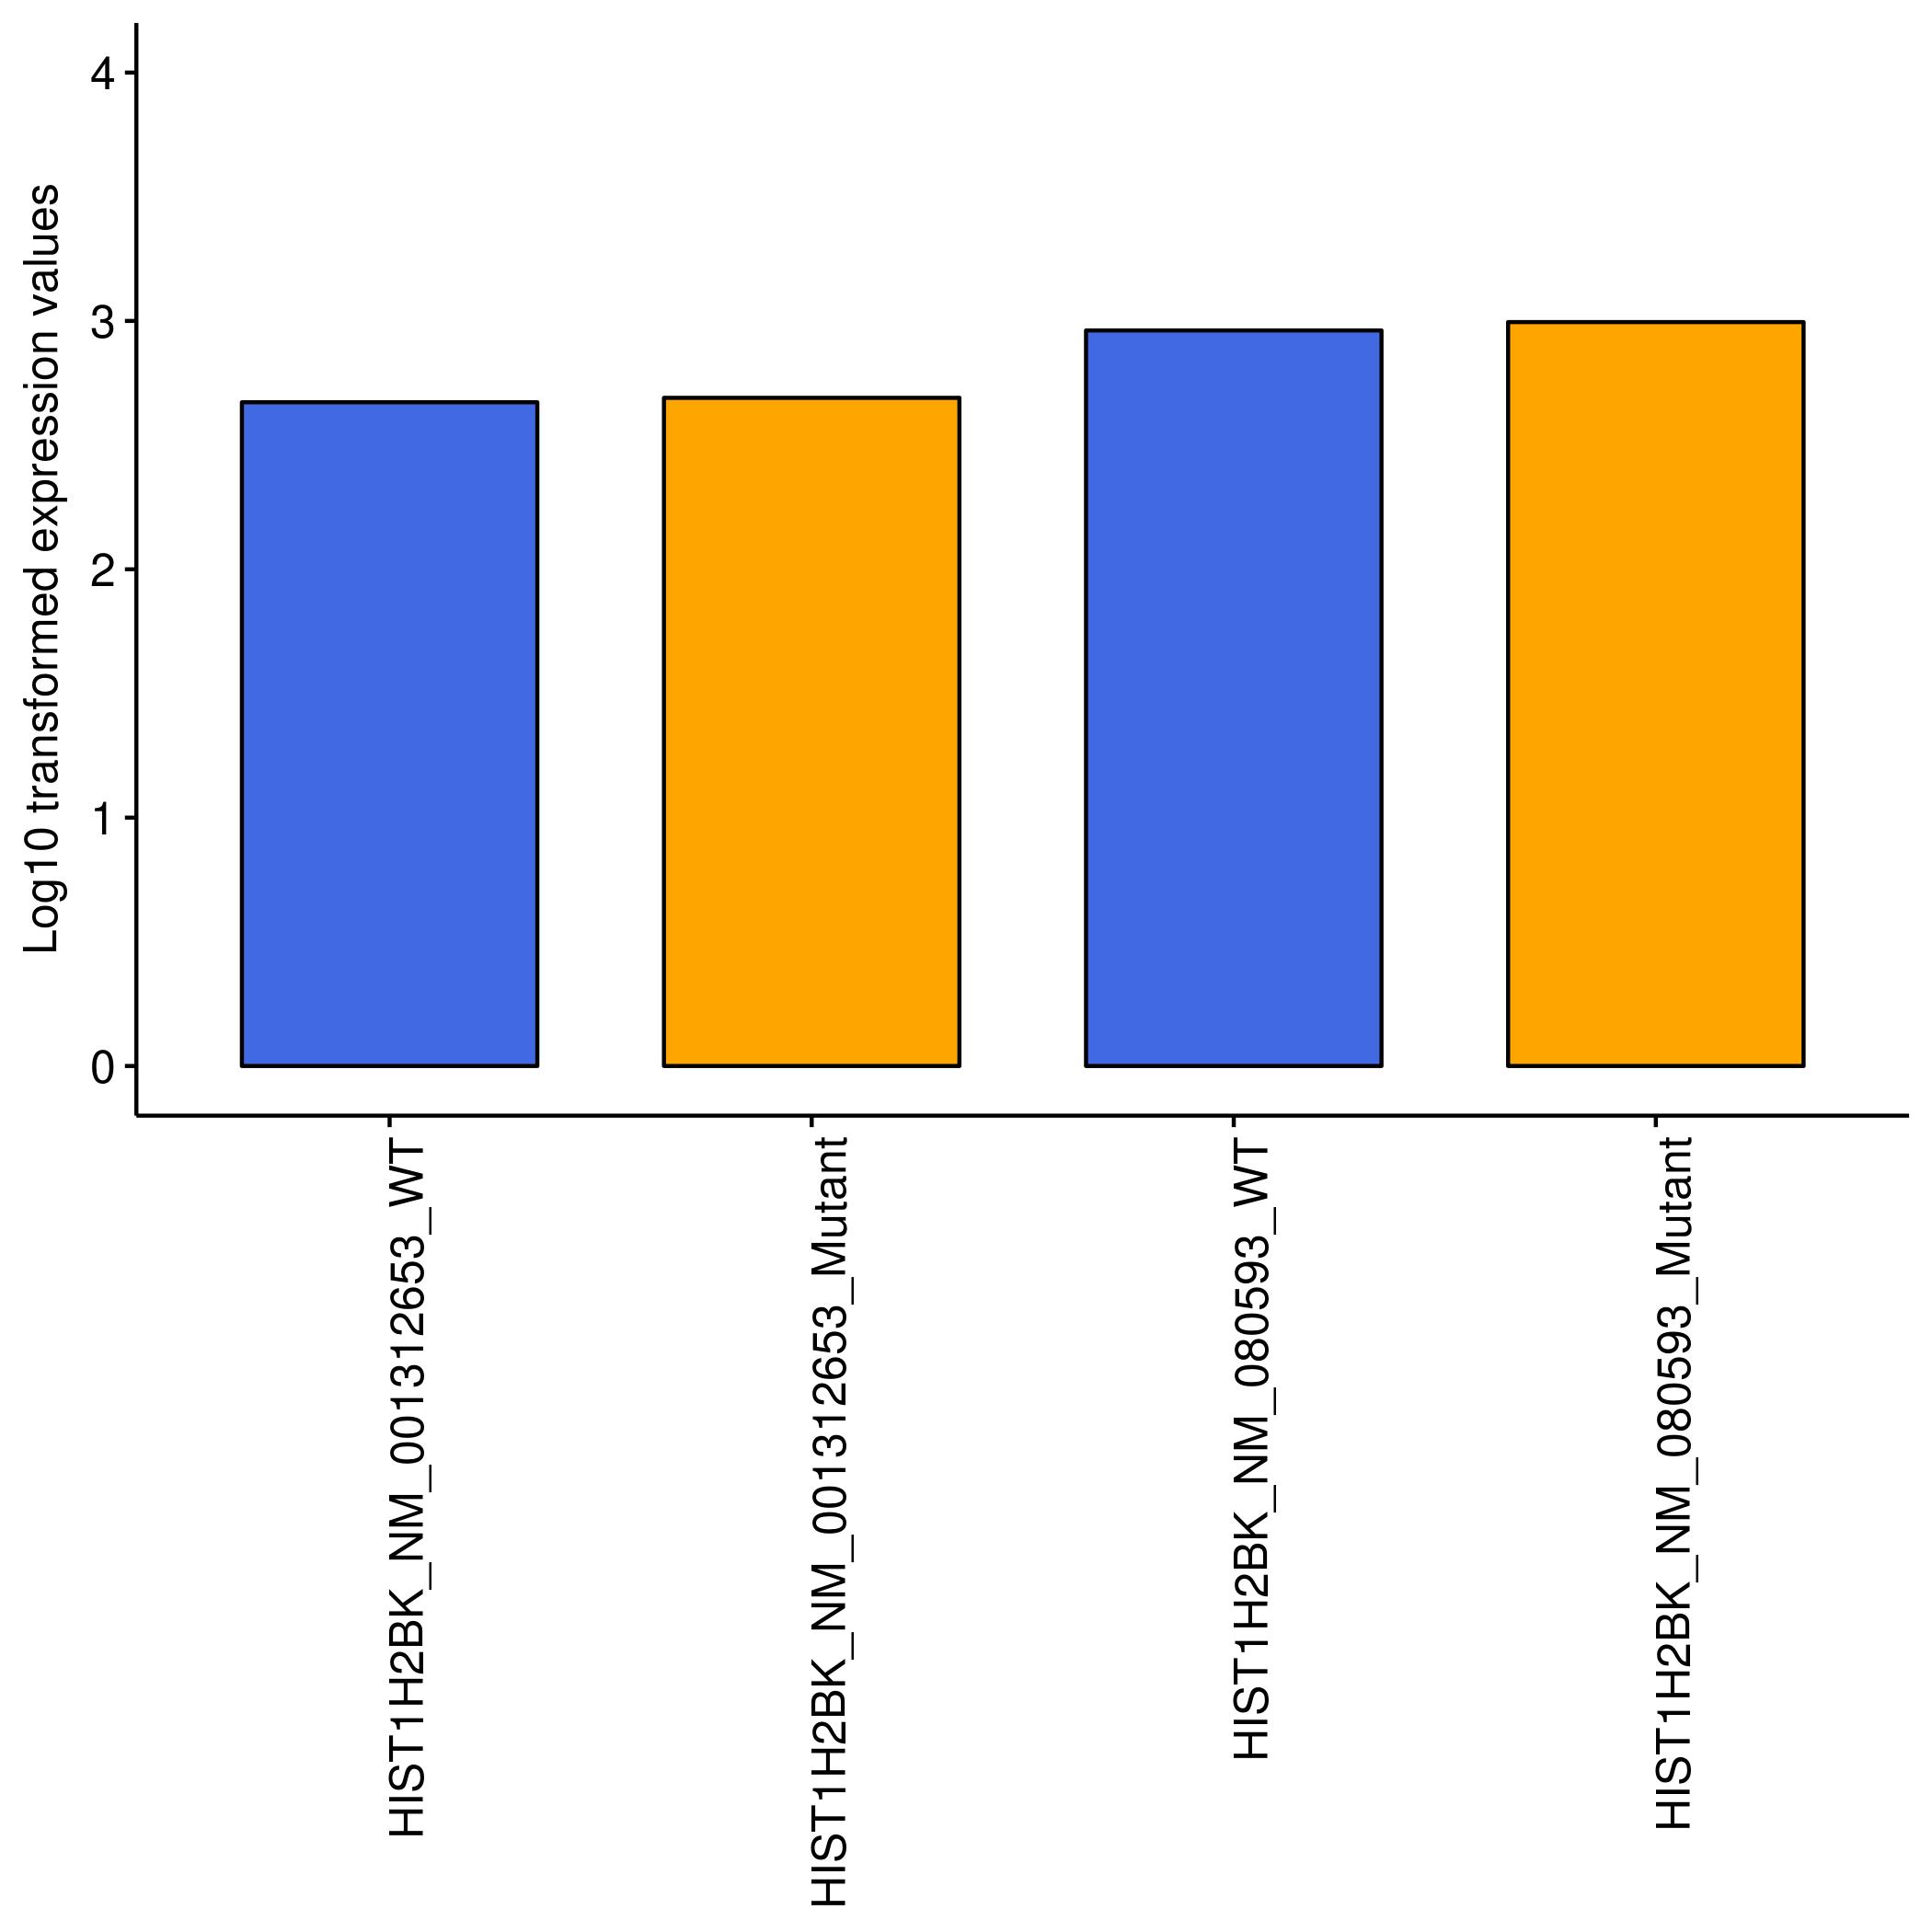 Log10 transformed expression values
4
3
2
1
0
HIST1H2BK_NM_001312653_WT
HIST1H2BK_NM_001312653_Mutant
HIST1H2BK_NM_080593_WT
HIST1H2BK_NM_080593_Mutant